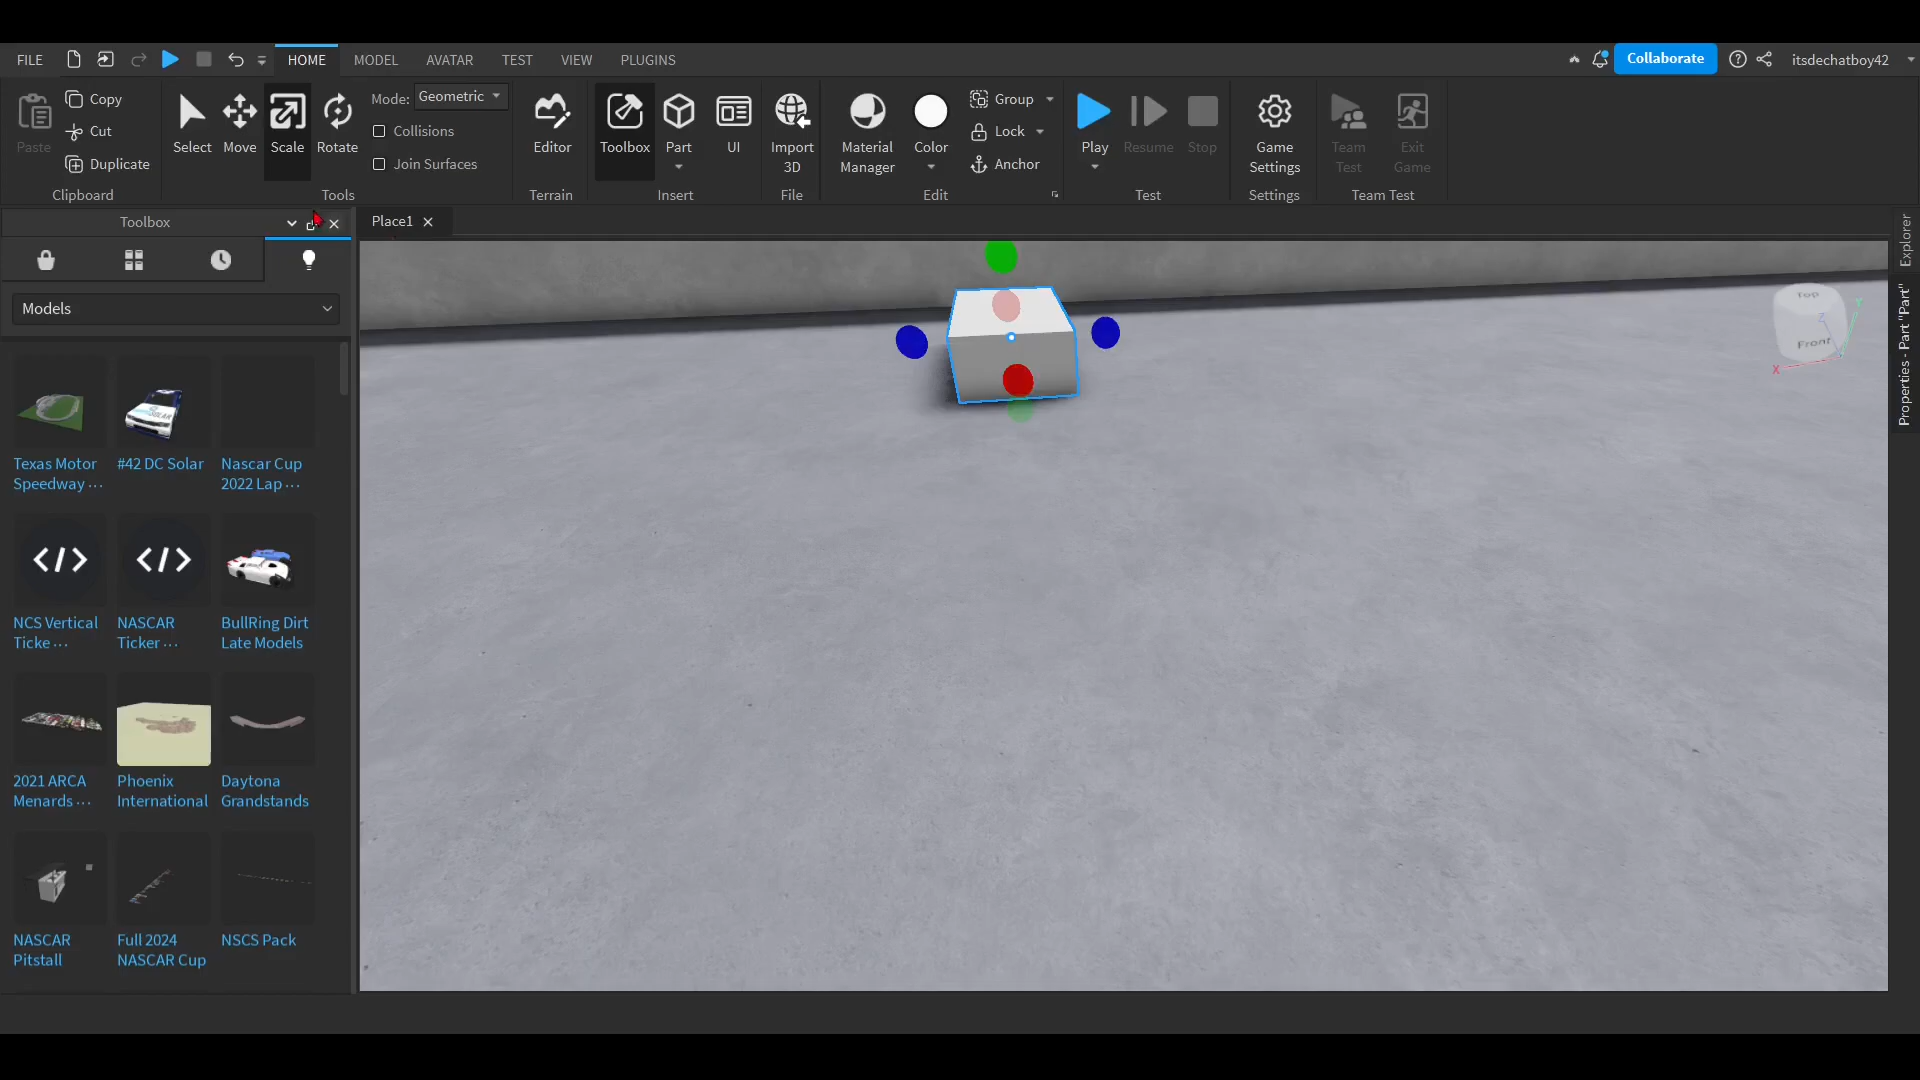 FILE
HOME
MODEL
AVATAR
TEST
VIEW
PLUGINS
Collaborate
itsdechatboy42
Paste
Copy
Cut
Duplicate
Clipboard
Select
Move
Scale
Rotate
Mode: Geometric
Collisions
Join Surfaces
Tools
Editor
Terrain
Toolbox
Part
UI
Insert
Import
3D
File
Material
Manager
Color
Group
Lock
Anchor
Edit
Play
Resume
Stop
Test
Game
Settings
Settings
Team
Test
Exit
Game
Team Test
Toolbox
Place1
Models
Texas Motor
Speedway ...
#42 DC Solar
Nascar Cup
2022 Lap ...
NCS Vertical
Ticke ...
NASCAR
Ticker ...
BullRing Dirt
Late Models
2021 ARCA
Menards ...
Phoenix
International
Daytona
Grandstands
NASCAR
Pitstall
Full 2024
NASCAR Cup
NSCS Pack
Top
Front
X
Y
Z
Explorer
Properties - Part "Part"